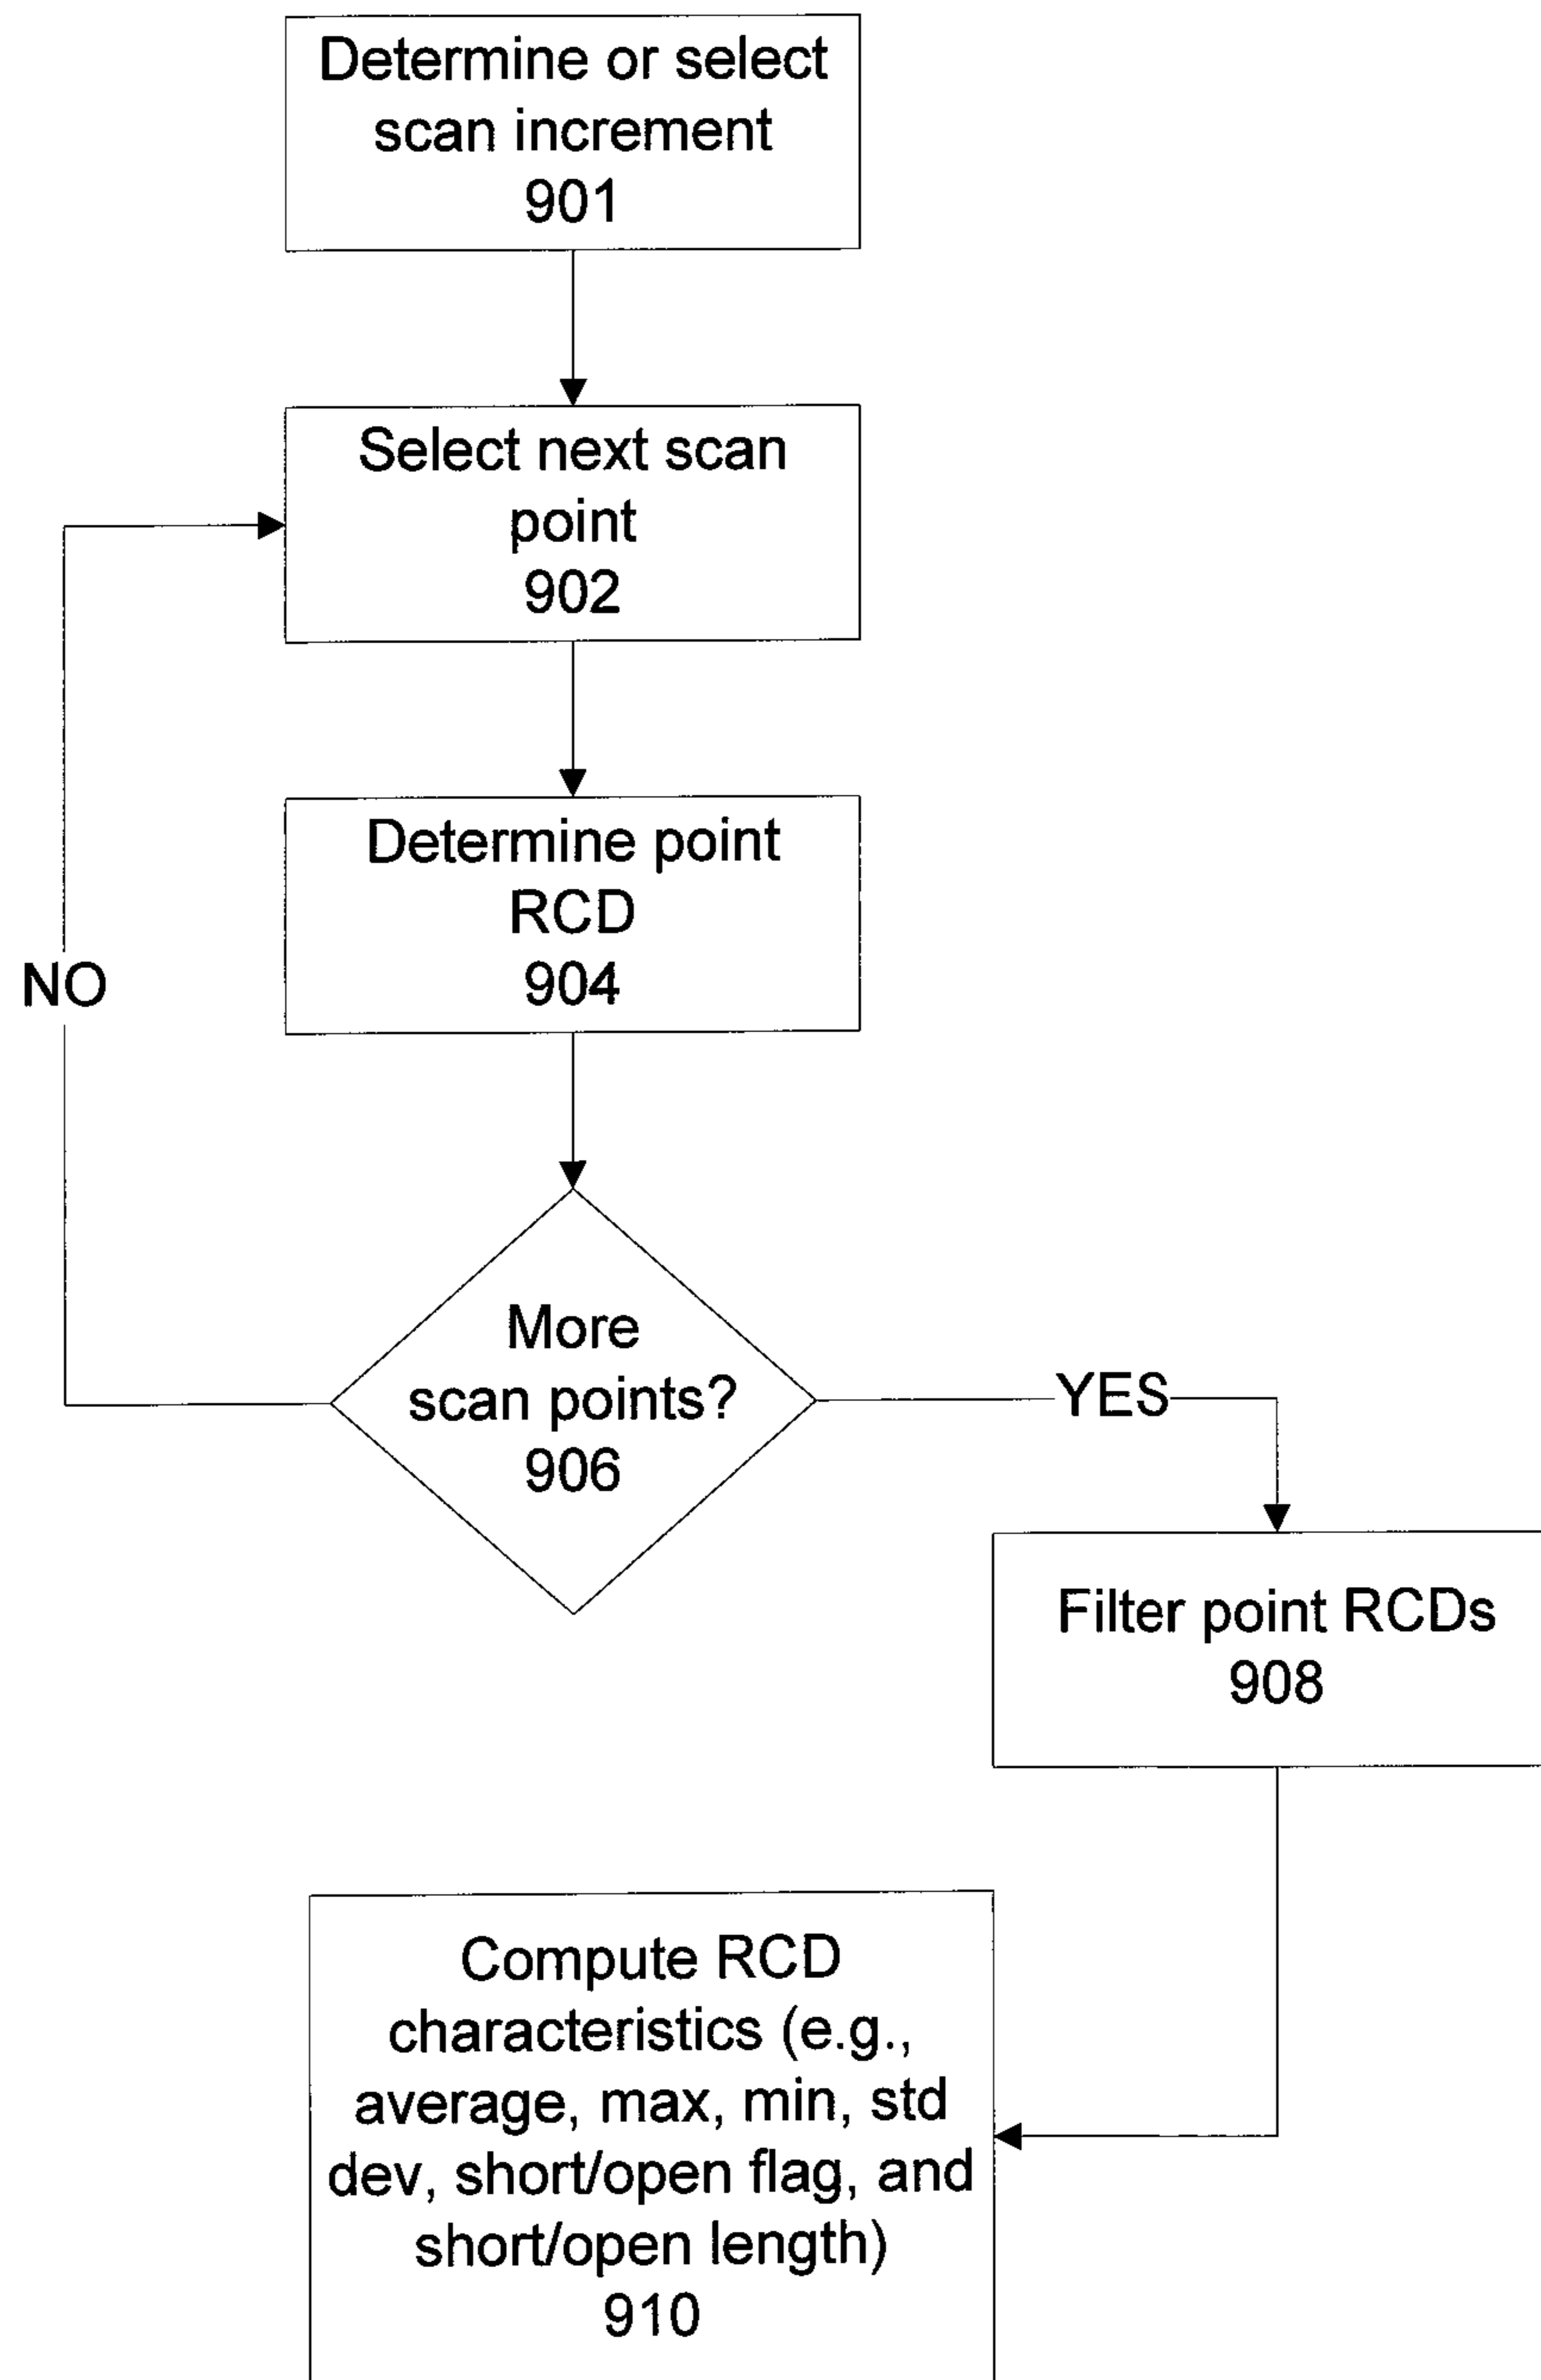 Determine or select
scan increment
901
Select next scan
point
902
Determine point
RCD
904
NO
More
scan points?
906
YES
Filter point RCDs
908
Compute RCD
characteristics (e.g.,
average, max, min, std
dev, short/open flag, and
short/open length)
910